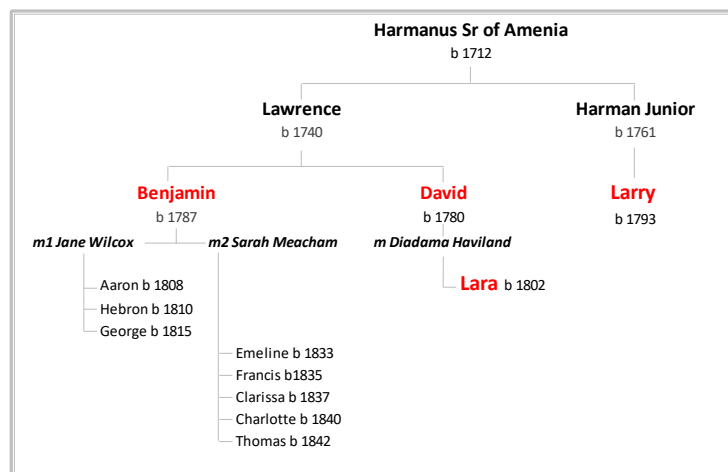 Harmanus Sr of Amenia
b 1712
Lawrence
b 1740
Harman Junior
b 1761
Benjamin
b 1787
David
b 1780
Larry
b 1793
m1 Jane Wilcox
m2 Sarah Meacham
m Diadama Haviland
Aaron b 1808
Hebron b 1810
George b 1815
Lara b 1802
Emeline b 1833
Francis b1835
Clarissa b 1837
Charlotte b 1840
Thomas b 1842